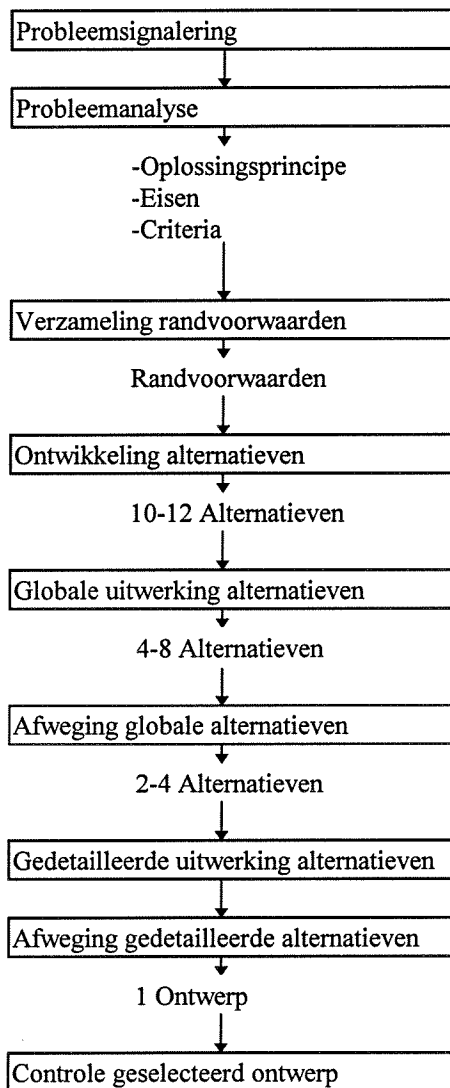 Probleemsignalering
Probleemanalyse
-Oplossingsprincipe
-Eisen
-Criteria
Verzameling randvoorwaarden
Randvoorwaarden
Ontwikkeling alternatieven
10-12 Alternatieven
Globale uitwerking alternatieven
4-8 Alternatieven
Afweging globale alternatieven
2-4 Alternatieven
Gedetailleerde uitwerking alternatieven
Afweging gedetailleerde alternatieven
1 Ontwerp
Controle geselecteerd ontwerp